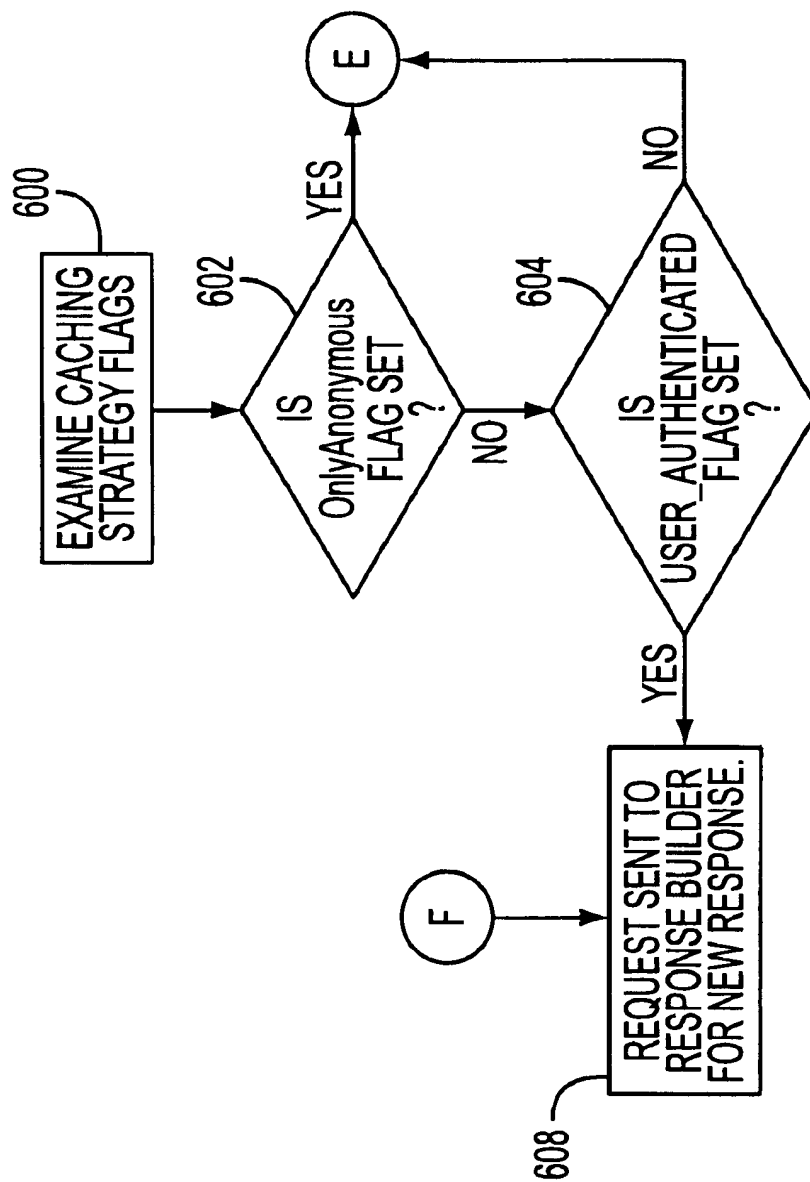 600
EXAMINE CACHING
STRATEGY FLAGS
602
IS
OnlyAnonymous
FLAG SET
?
YES
E
NO
604
IS
USER_AUTHENTICATED
FLAG SET
?
NO
YES
F
608
REQUEST SENT TO
RESPONSE BUILDER
FOR NEW RESPONSE.